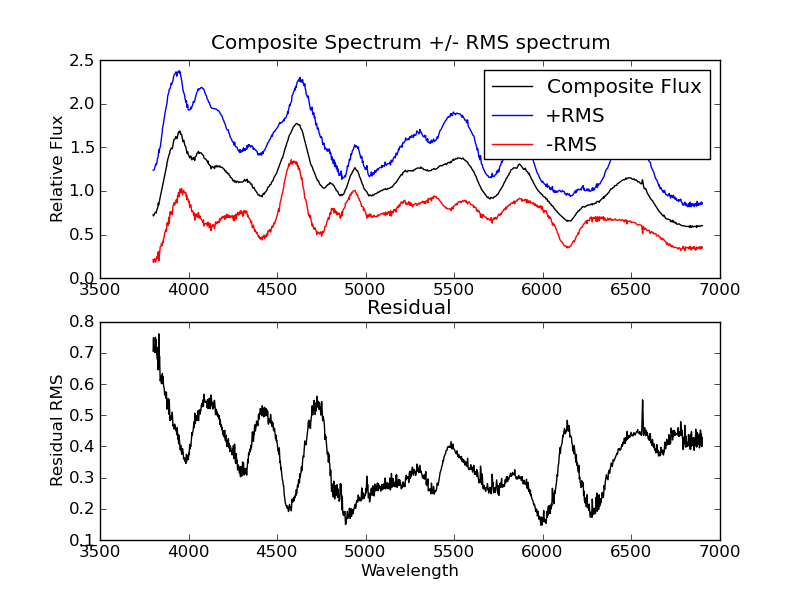 Composite Spectrum +/- RMS spectrum
Relative Flux
2.5
2.0
1.5
1.0
0.5
0.0
Composite Flux
+RMS
-RMS
3500 4000 4500 5000 5500 6000 6500 7000
Residual
Residual RMS
0.8
0.7
0.6
0.5
0.4
0.3
0.2
0.1
3500 4000 4500 5000 5500 6000 6500 7000
Wavelength